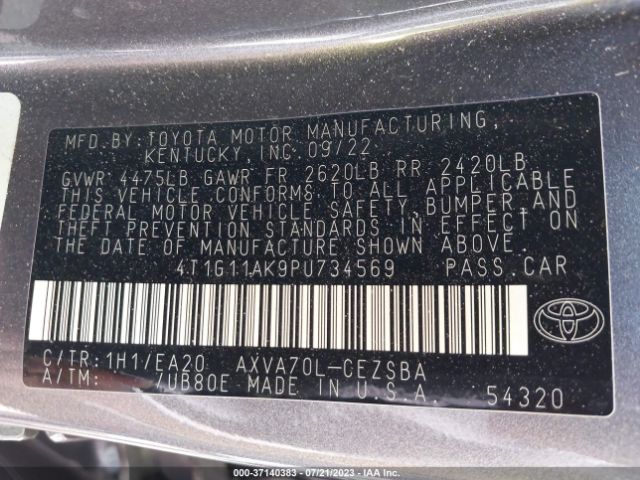 MFD. BY: TOYOTA MOTOR MANUFACTURING,
KENTUCKY, INC. 09/22
GVWR 4475LB GAWR FR 2620LB RR 2420LB
THIS VEHICLE CONFORMS TO ALL APPLICABLE
FEDERAL MOTOR VEHICLE SAFETY, BUMPER, AND
THEFT PREVENTION STANDARDS IN EFFECT ON
THE DATE OF MANUFACTURE SHOWN ABOVE.
4T1G11AK9PU734569 PASS. CAR
C/TR: 1H1/EA20 AXVA70L-CEZSBA
A/TM: /UB80E MADE IN U.S.A. 54320
000-37140383 - 07/21/2023 - IAA Inc.